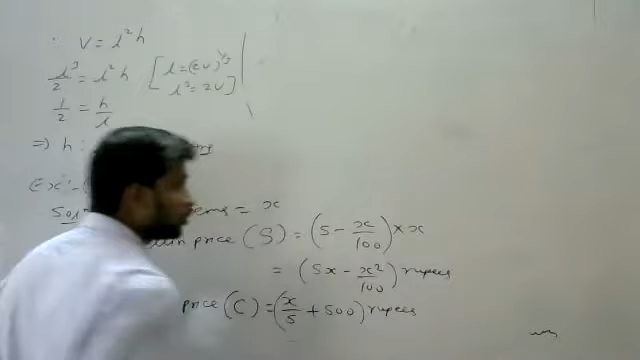 V = l²h
l³/2 = l²h [l = (2V)^1/3
l³ = 2V]
1/2 = h/l
=> h :
Ex -
Sol = x
price (S) = (5 - x/100) × x
= (5x - x²/100) rupees
price (C) = (x/5 + 500) rupees